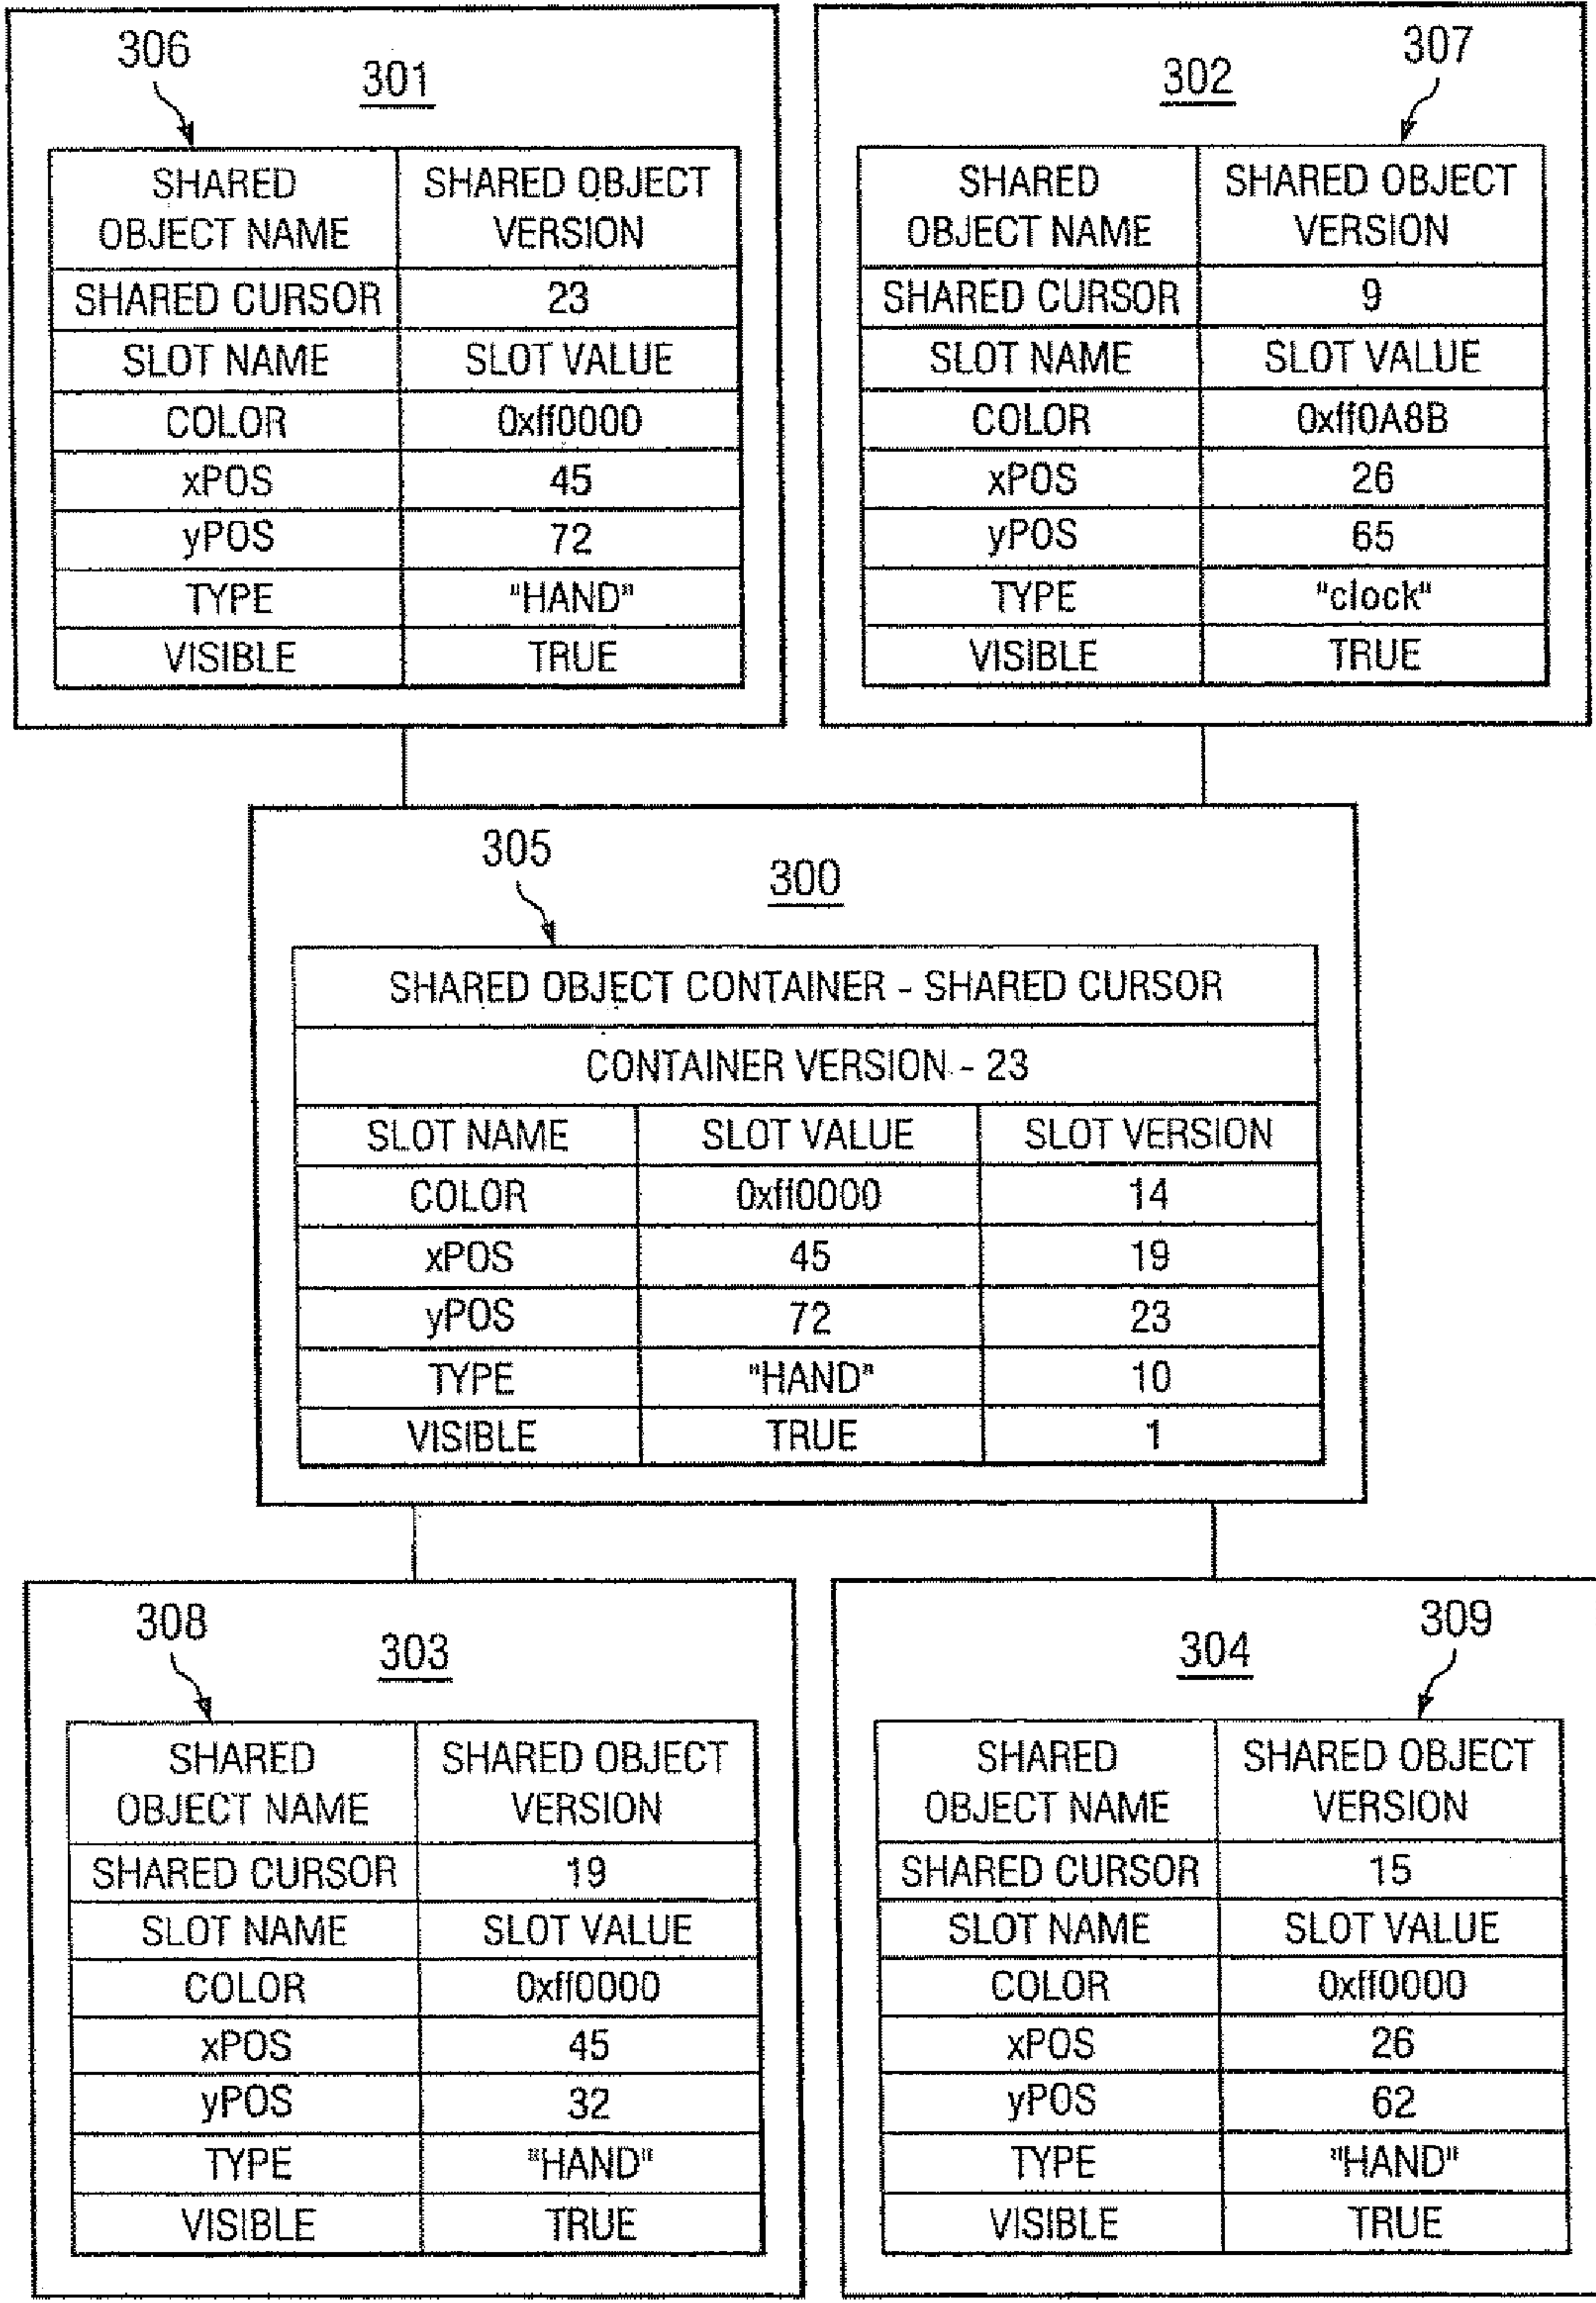 306
301
SHARED OBJECT NAME SHARED OBJECT VERSION
SHARED CURSOR 23
SLOT NAME SLOT VALUE
COLOR 0xff0000
xPOS 45
yPOS 72
TYPE "HAND"
VISIBLE TRUE
302
307
SHARED OBJECT NAME SHARED OBJECT VERSION
SHARED CURSOR 9
SLOT NAME SLOT VALUE
COLOR 0xff0A8B
xPOS 26
yPOS 65
TYPE "clock"
VISIBLE TRUE
305
300
SHARED OBJECT CONTAINER - SHARED CURSOR
CONTAINER VERSION - 23
SLOT NAME SLOT VALUE SLOT VERSION
COLOR 0xff0000 14
xPOS 45 19
yPOS 72 23
TYPE "HAND" 10
VISIBLE TRUE 1
308
303
SHARED OBJECT NAME SHARED OBJECT VERSION
SHARED CURSOR 19
SLOT NAME SLOT VALUE
COLOR 0xff0000
xPOS 45
yPOS 32
TYPE "HAND"
VISIBLE TRUE
304
309
SHARED OBJECT NAME SHARED OBJECT VERSION
SHARED CURSOR 15
SLOT NAME SLOT VALUE
COLOR 0xff0000
xPOS 26
yPOS 62
TYPE "HAND"
VISIBLE TRUE